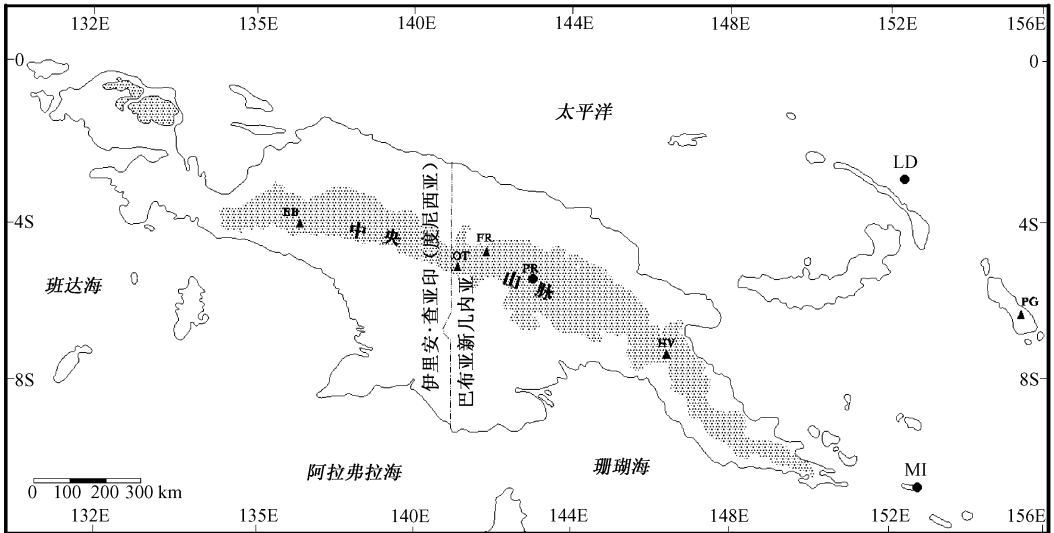 132E 135E 140E 144E 148E 152E 156E
0 0
太平洋
LD
4S 4S
BB
中央
FR
OT
PR
山脉
伊里安·查亚印(度尼西亚)
巴布亚新几内亚
班达海
PG
HV
8S 8S
阿拉弗拉海
珊瑚海
MI
0 100 200 300 km
132E 135E 140E 144E 148E 152E 156E